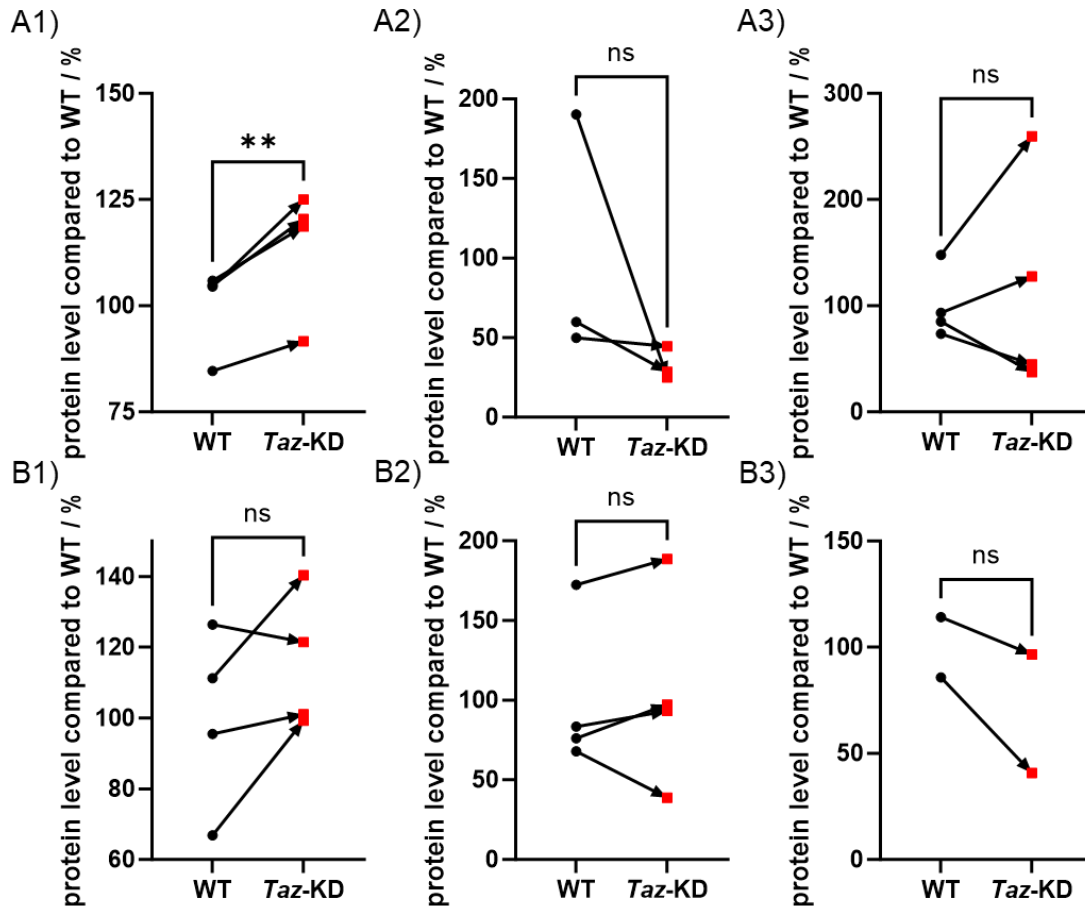 A1)
protein level compared to WT / %
150
125
100
75
**
WT
Taz-KD
A2)
protein level compared to WT / %
200
150
100
50
0
ns
WT
Taz-KD
A3)
protein level compared to WT / %
300
200
100
0
ns
WT
Taz-KD
B1)
protein level compared to WT / %
140
120
100
80
60
ns
WT
Taz-KD
B2)
protein level compared to WT / %
200
150
100
50
0
ns
WT
Taz-KD
B3)
protein level compared to WT / %
150
100
50
0
ns
WT
Taz-KD